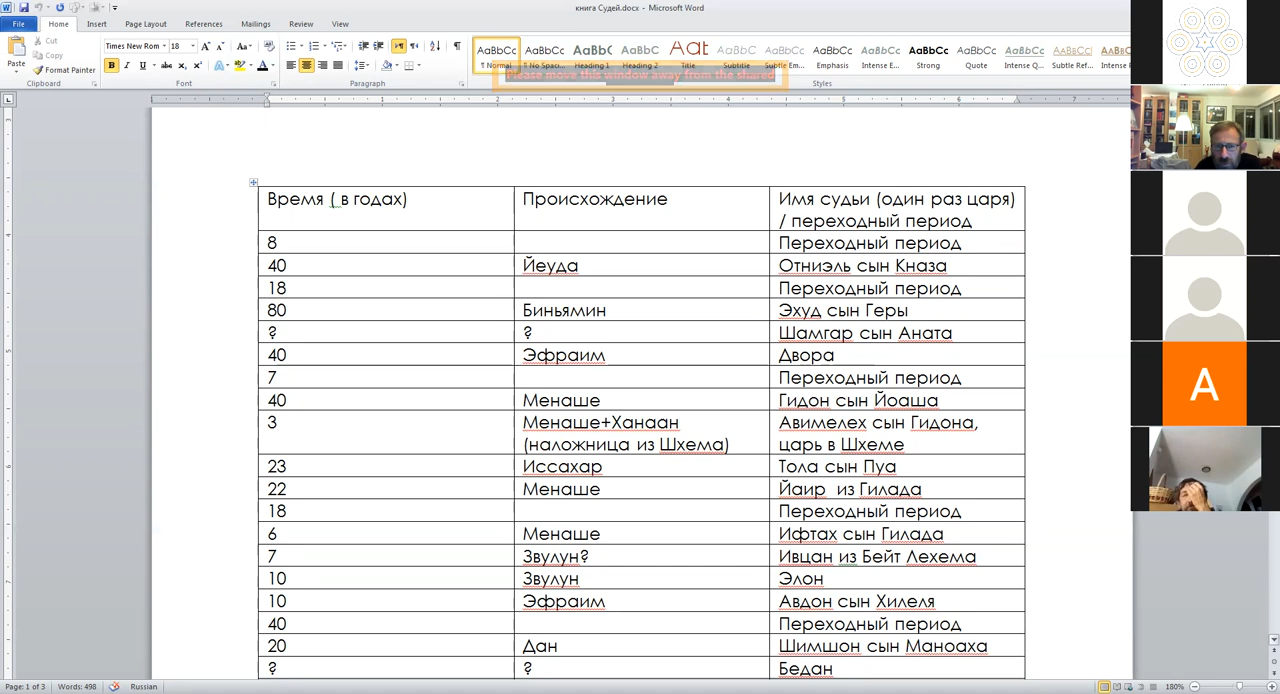 книга Судей.docx - Microsoft Word
File Home Insert Page Layout References Mailings Review View
Cut
Copy
Format Painter
Paste
Clipboard
Times New Rom 18
Font
Paragraph
AaBbCc AaBbCc AaBbC AaBbCc AaI AaBbCc AaBbCc AaBbCc AaBbCc AaBbCc AaBbCc AaBbCc AaBbCc AaBbCc
¶ Normal ¶ No Spaci... Heading 1 Heading 2 Title Subtitle Subtle Em... Emphasis Intense E... Strong Quote Intense Q... Subtle Ref...
Please move this window away from the shared
Styles
Время ( в годах) Происхождение Имя судьи (один раз царя)
/ переходный период
8 Переходный период
40 Йеуда Отниэль сын Кназа
18 Переходный период
80 Биньямин Эхуд сын Геры
? ? Шамгар сын Аната
40 Эфраим Двора
7 Переходный период
40 Менаше Гидон сын Йоаша
3 Менаше+Ханаан Авимелех сын Гидона,
(наложница из Шхема) царь в Шхеме
23 Иссахар Тола сын Пуа
22 Менаше Йаир из Гилада
18 Переходный период
6 Менаше Ифтах сын Гилада
7 Звулун? Ивцан из Бейт Лехема
10 Звулун Элон
10 Эфраим Авдон сын Хилеля
40 Переходный период
20 Дан Шимшон сын Маноаха
? ? Бедан
A
Page: 1 of 3 Words: 498 Russian 180%